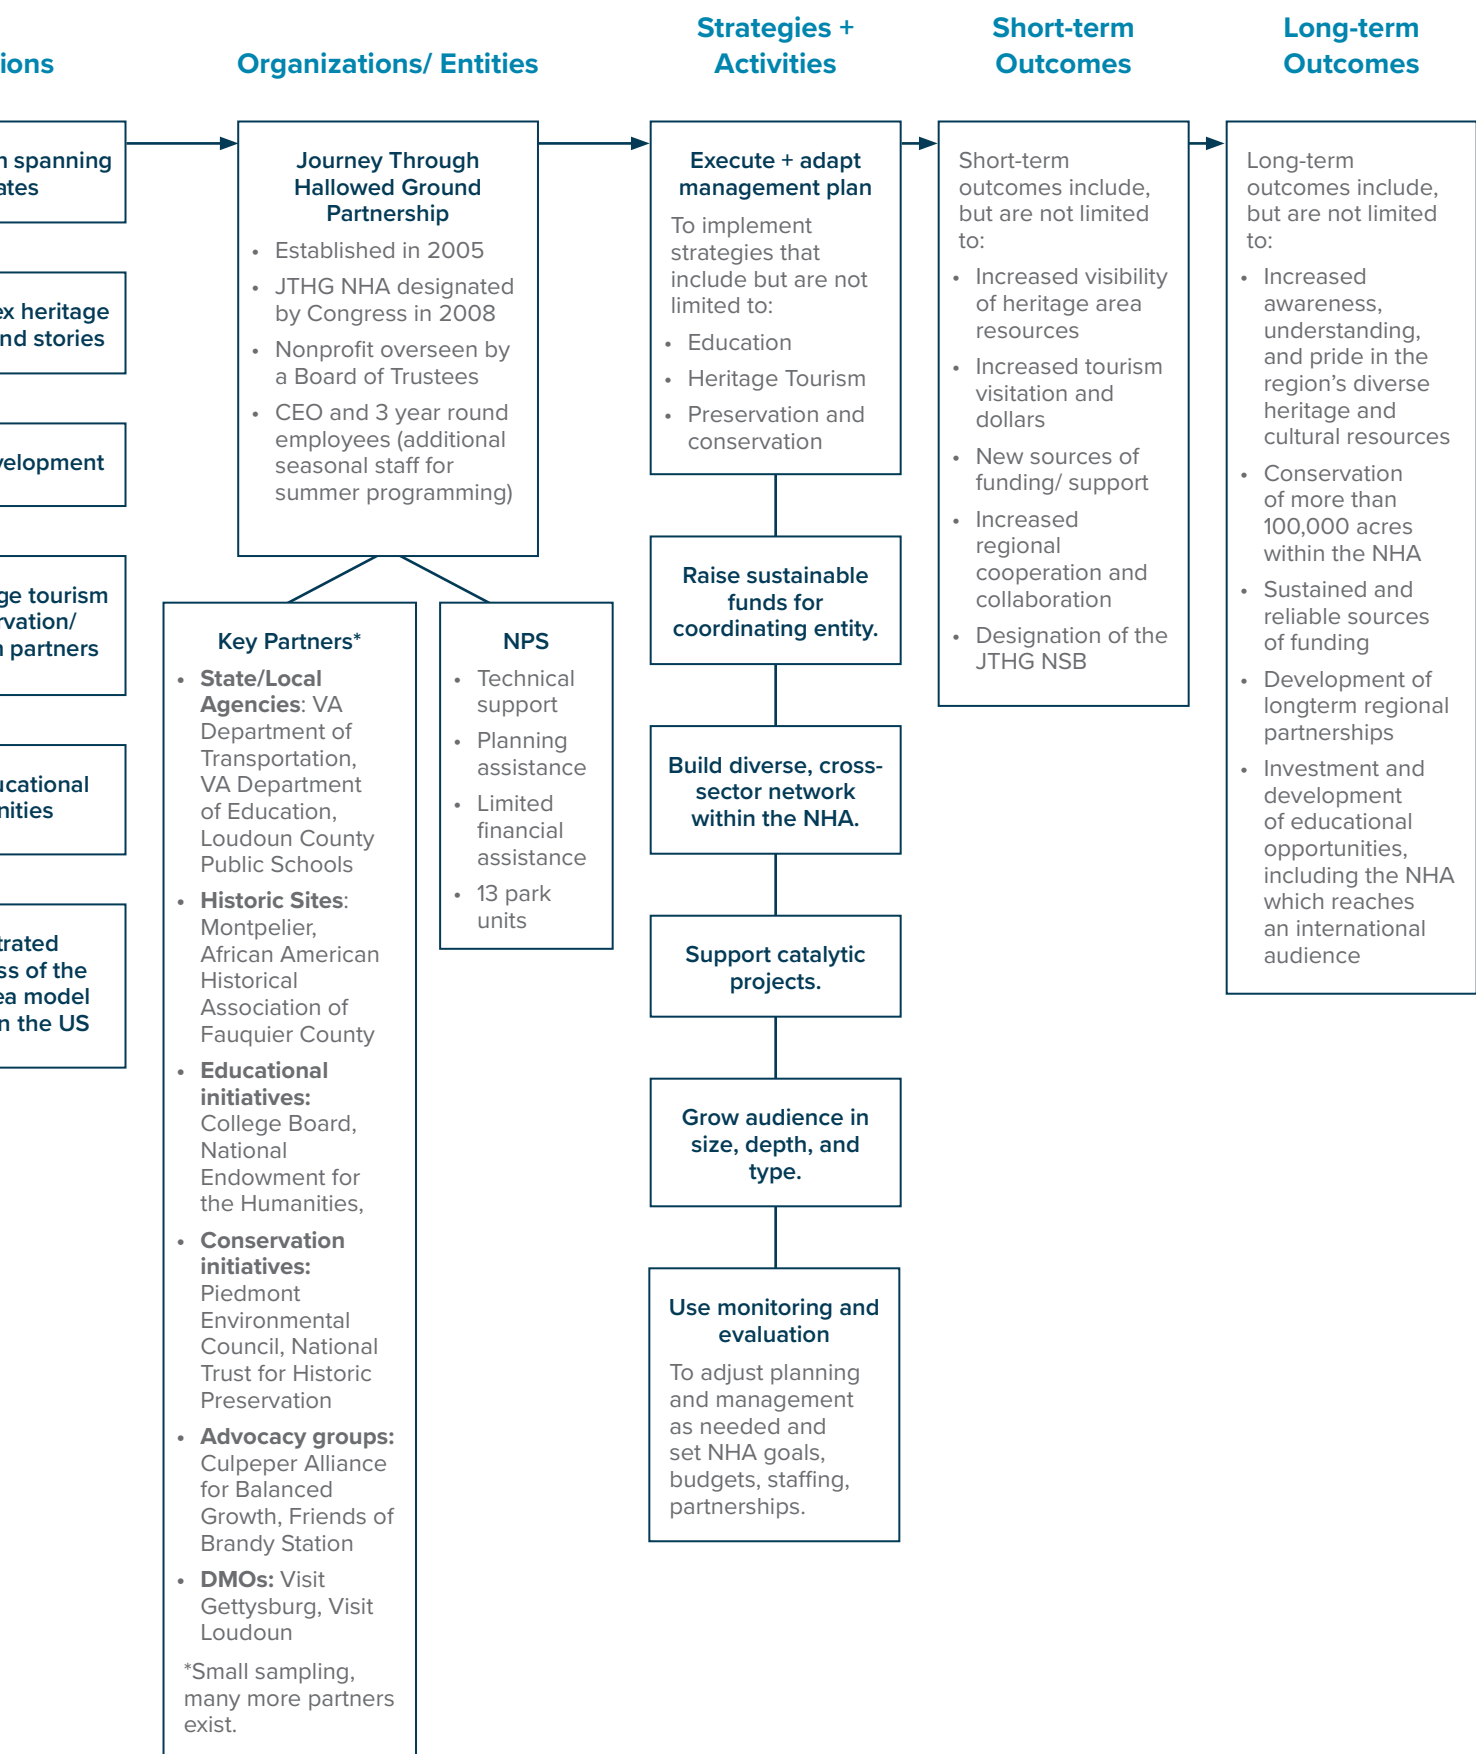 ions
n spanning
ates
ex heritage
nd stories
velopment
ge tourism
rvation/
n partners
ucational
nities
trated
ss of the
ea model
n the US
Organizations/ Entities
Journey Through
Hallowed Ground
Partnership
• Established in 2005
• JTHG NHA designated
by Congress in 2008
• Nonprofit overseen by
a Board of Trustees
• CEO and 3 year round
employees (additional
seasonal staff for
summer programming)
Key Partners*
• State/Local
Agencies: VA
Department of
Transportation,
VA Department
of Education,
Loudoun County
Public Schools
• Historic Sites:
Montpelier,
African American
Historical
Association of
Fauquier County
• Educational
initiatives:
College Board,
National
Endowment for
the Humanities,
• Conservation
initiatives:
Piedmont
Environmental
Council, National
Trust for Historic
Preservation
• Advocacy groups:
Culpeper Alliance
for Balanced
Growth, Friends of
Brandy Station
• DMOs: Visit
Gettysburg, Visit
Loudoun
*Small sampling,
many more partners
exist.
NPS
• Technical
support
• Planning
assistance
• Limited
financial
assistance
• 13 park
units
Strategies +
Activities
Execute + adapt
management plan
To implement
strategies that
include but are not
limited to:
• Education
• Heritage Tourism
• Preservation and
conservation
Raise sustainable
funds for
coordinating entity.
Build diverse, cross-
sector network
within the NHA.
Support catalytic
projects.
Grow audience in
size, depth, and
type.
Use monitoring and
evaluation
To adjust planning
and management
as needed and
set NHA goals,
budgets, staffing,
partnerships.
Short-term
Outcomes
Short-term
outcomes include,
but are not limited
to:
• Increased visibility
of heritage area
resources
• Increased tourism
visitation and
dollars
• New sources of
funding/ support
• Increased
regional
cooperation and
collaboration
• Designation of the
JTHG NSB
Long-term
Outcomes
Long-term
outcomes include,
but are not limited
to:
• Increased
awareness,
understanding,
and pride in the
region’s diverse
heritage and
cultural resources
• Conservation
of more than
100,000 acres
within the NHA
• Sustained and
reliable sources
of funding
• Development of
longterm regional
partnerships
• Investment and
development
of educational
opportunities,
including the NHA
which reaches
an international
audience